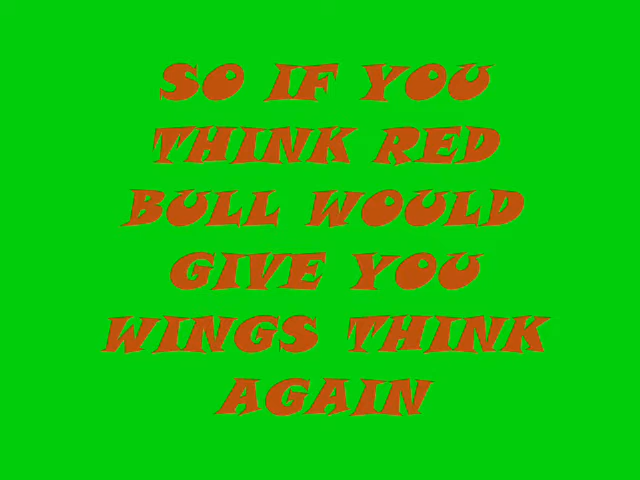 SO IF YOU
THINK RED
BULL WOULD
GIVE YOU
WINGS THINK
AGAIN